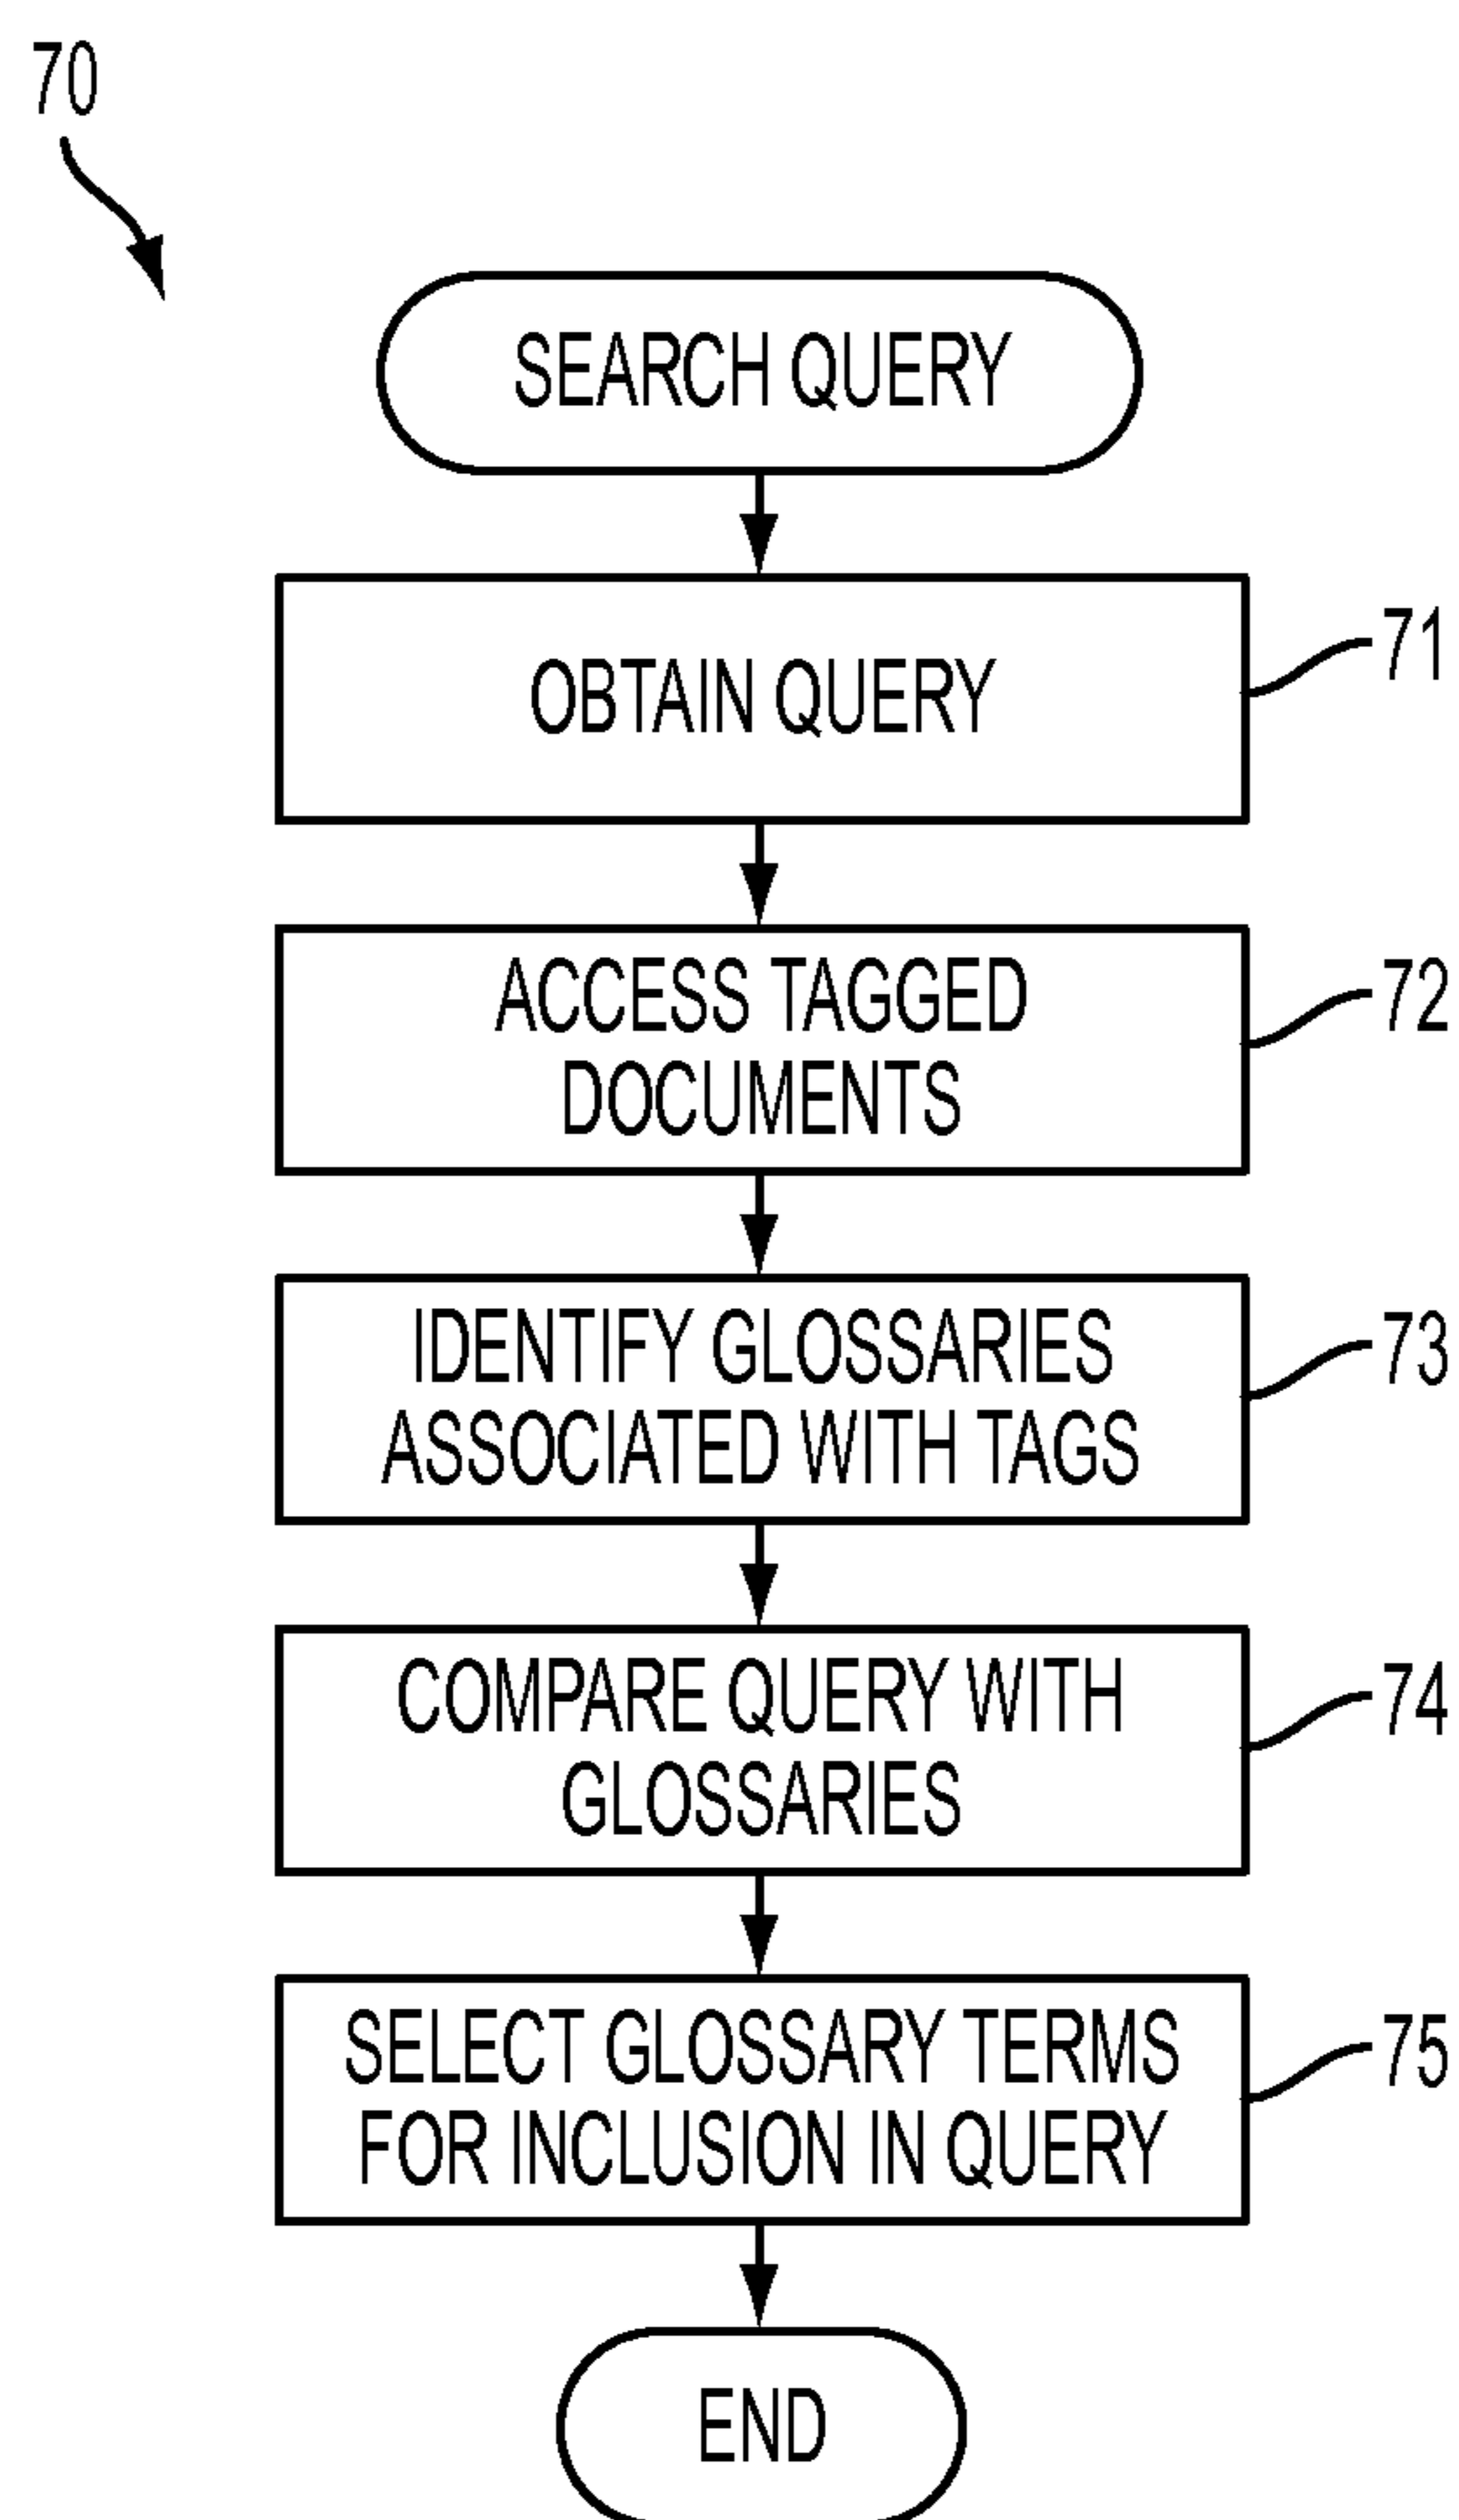 70
SEARCH QUERY
OBTAIN QUERY
71
ACCESS TAGGED
DOCUMENTS
72
IDENTIFY GLOSSARIES
ASSOCIATED WITH TAGS
73
COMPARE QUERY WITH
GLOSSARIES
74
SELECT GLOSSARY TERMS
FOR INCLUSION IN QUERY
75
END